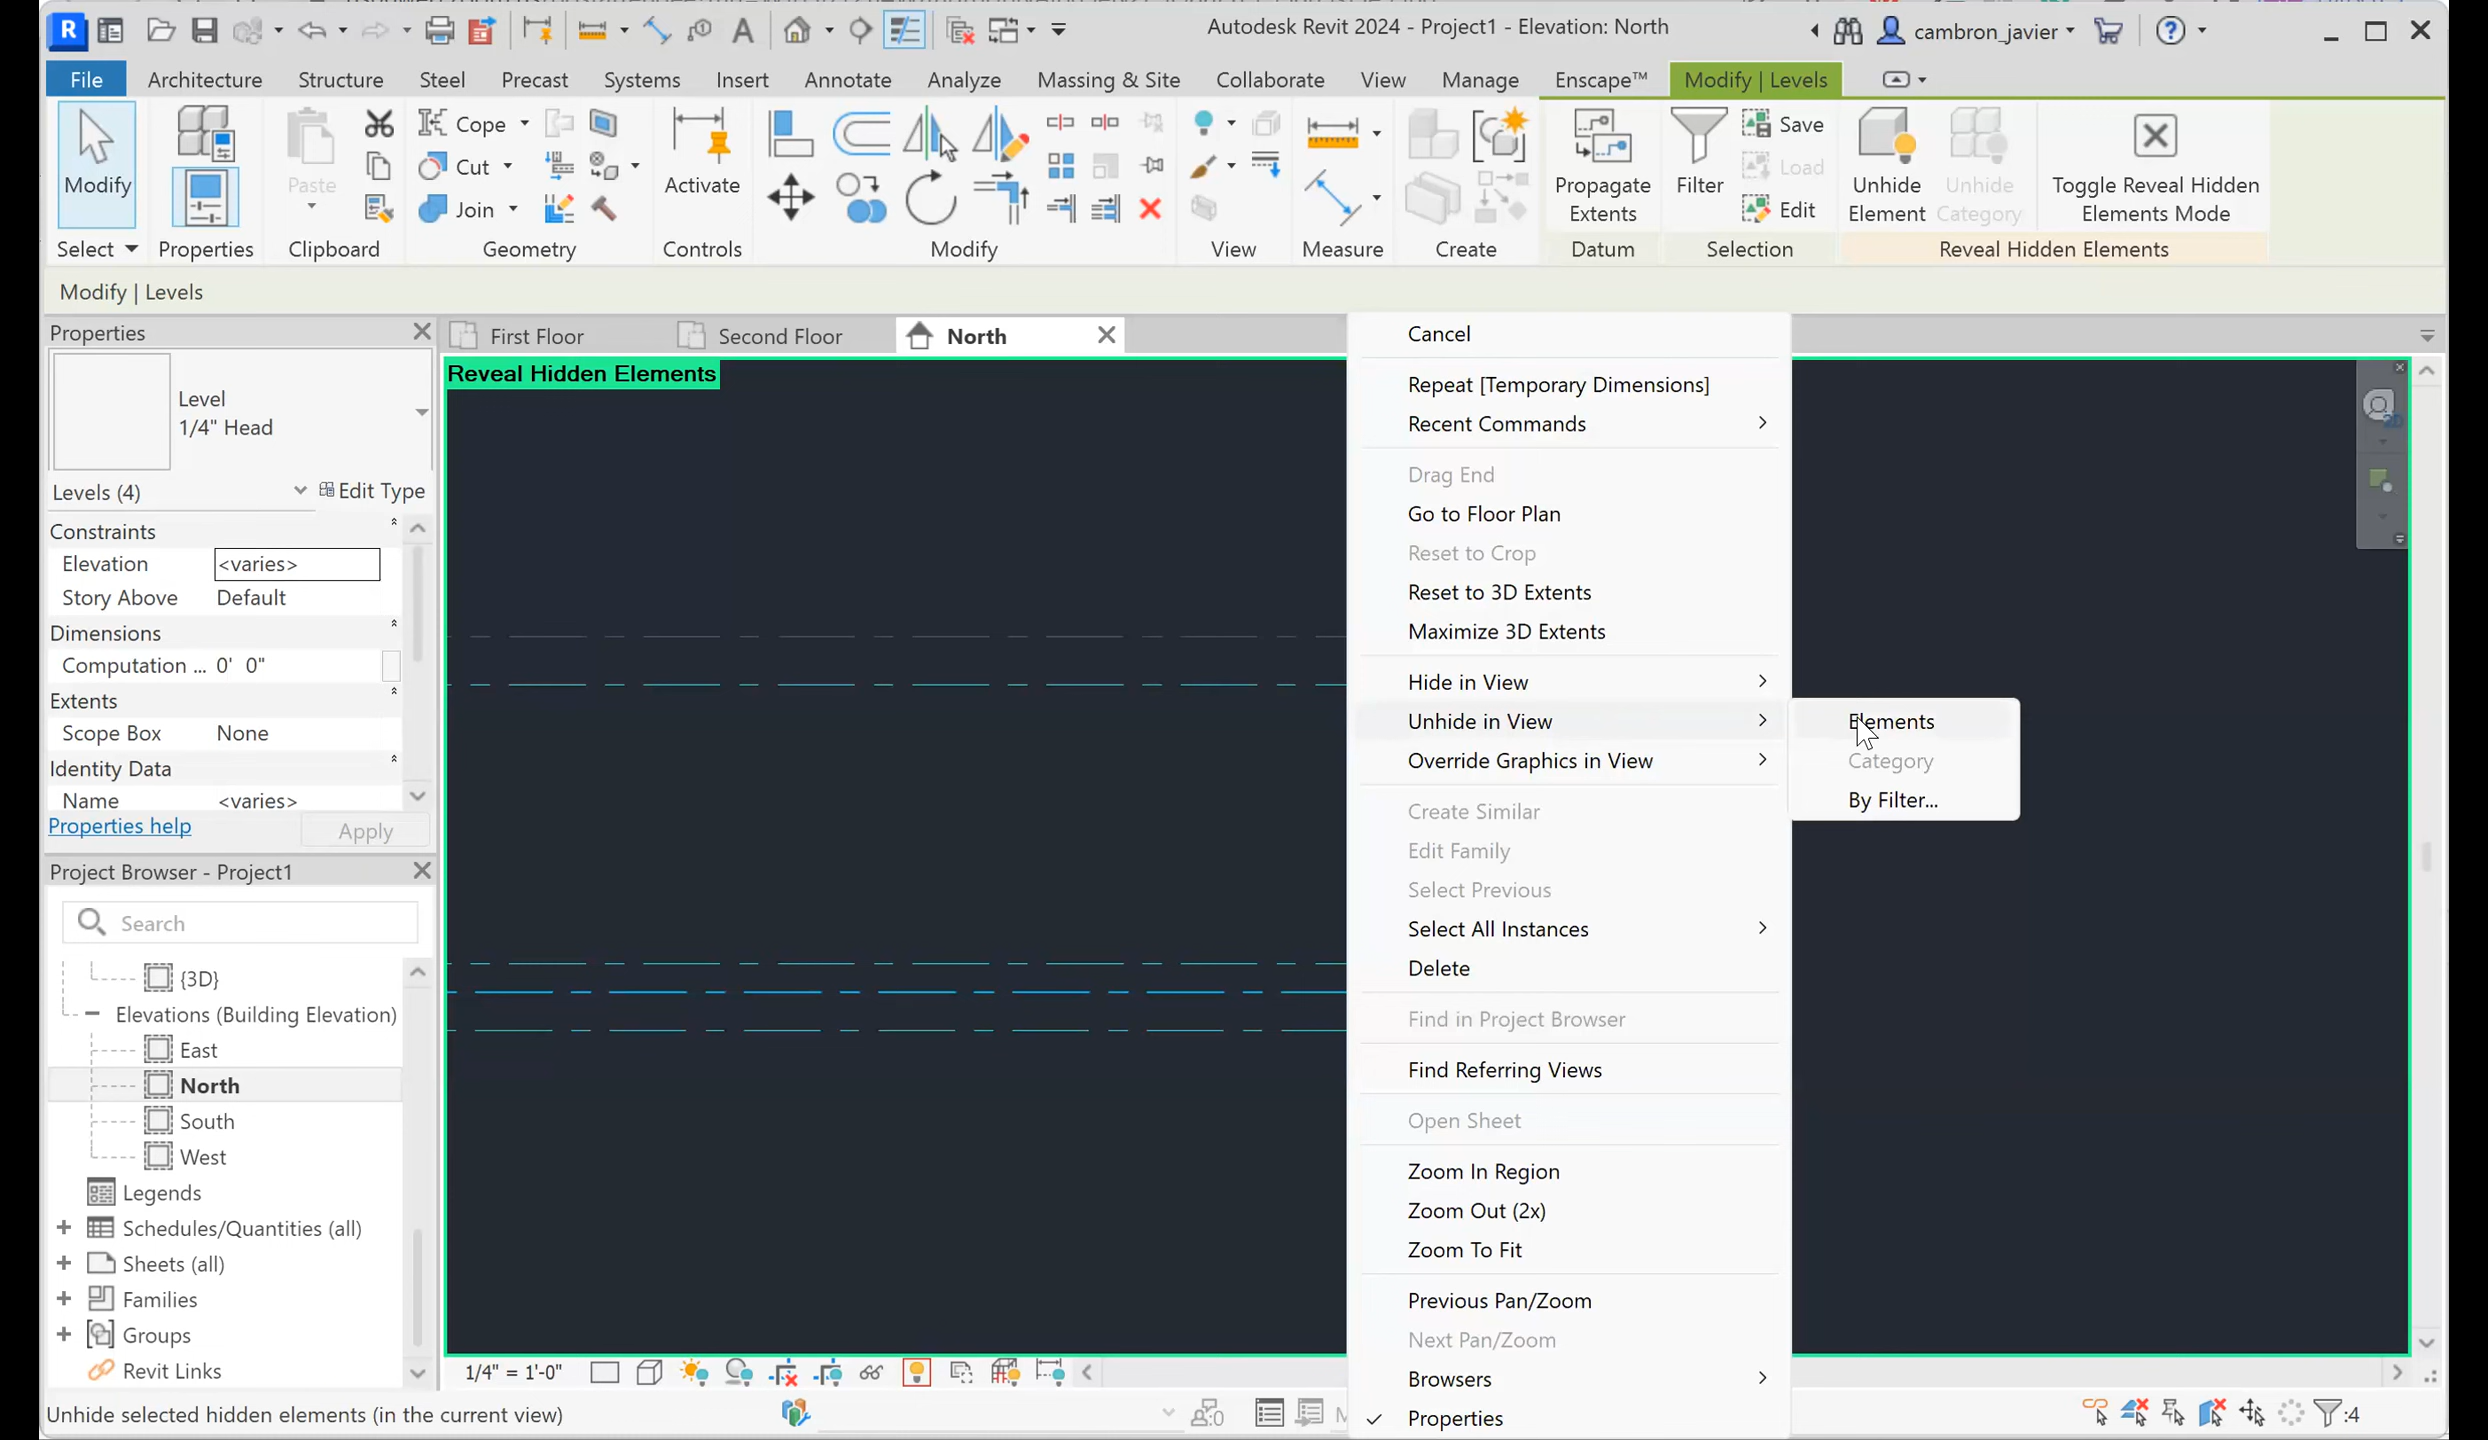 Autodesk Revit 2024 - Project1 - Elevation: North
cambron_javier
File Architecture Structure Steel Precast Systems Insert Annotate Analyze Massing & Site Collaborate View Manage Enscape™ Modify | Levels
Modify
Select
Properties
Paste
Clipboard
Cope
Cut
Join
Geometry
Activate
Controls
Modify
View
Measure
Create
Propagate
Extents
Datum
Filter
Save
Load
Edit
Selection
Unhide
Element
Unhide
Category
Toggle Reveal Hidden
Elements Mode
Reveal Hidden Elements
Modify | Levels
Properties
Level
1/4" Head
Levels (4)
Edit Type
Constraints
Elevation <varies>
Story Above Default
Dimensions
Computation ... 0' 0"
Extents
Scope Box None
Identity Data
Name <varies>
Properties help
Apply
Project Browser - Project1
Search
{3D}
Elevations (Building Elevation)
East
North
South
West
Legends
Schedules/Quantities (all)
Sheets (all)
Families
Groups
Revit Links
First Floor
Second Floor
North
Reveal Hidden Elements
Cancel
Repeat [Temporary Dimensions]
Recent Commands
Drag End
Go to Floor Plan
Reset to Crop
Reset to 3D Extents
Maximize 3D Extents
Hide in View
Unhide in View
Override Graphics in View
Create Similar
Edit Family
Select Previous
Select All Instances
Delete
Find in Project Browser
Find Referring Views
Open Sheet
Zoom In Region
Zoom Out (2x)
Zoom To Fit
Previous Pan/Zoom
Next Pan/Zoom
Browsers
Properties
Elements
Category
By Filter...
1/4" = 1'-0"
Unhide selected hidden elements (in the current view)
:0
:4